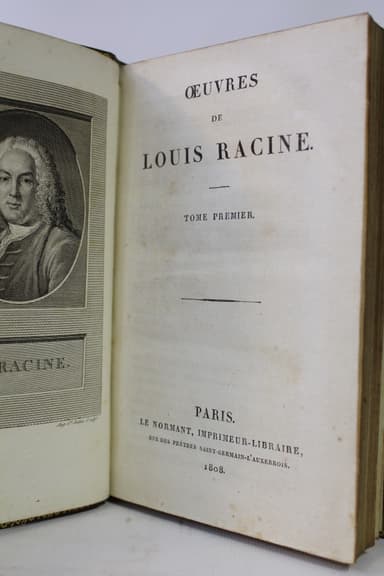 RACINE.
ŒUVRES
DE
LOUIS RACINE.
TOME PREMIER.
PARIS.
LE NORMANT, IMPRIMEUR-LIBRAIRE,
RUE DES PRÊTRES SAINT-GERMAIN-L'AUXERROIS.
1808.